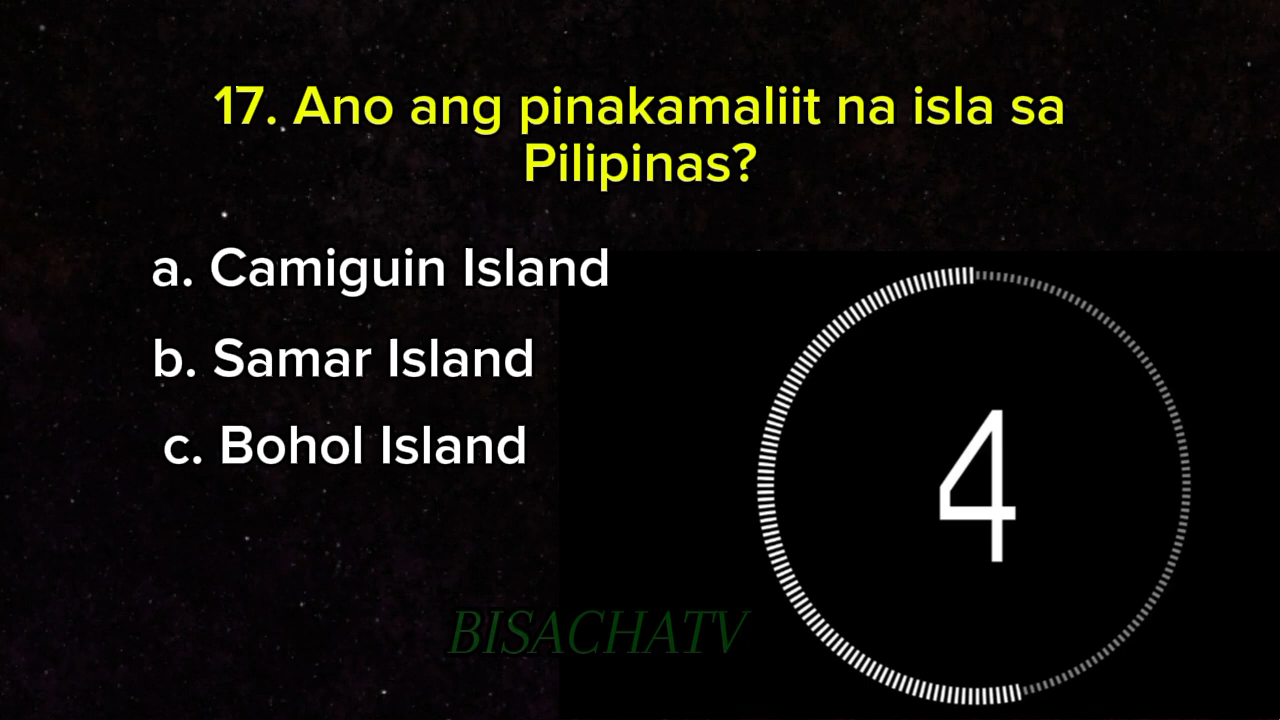 17. Ano ang pinakamaliit na isla sa
Pilipinas?
a. Camiguin Island
b. Samar Island
c. Bohol Island
4
BISACHATV